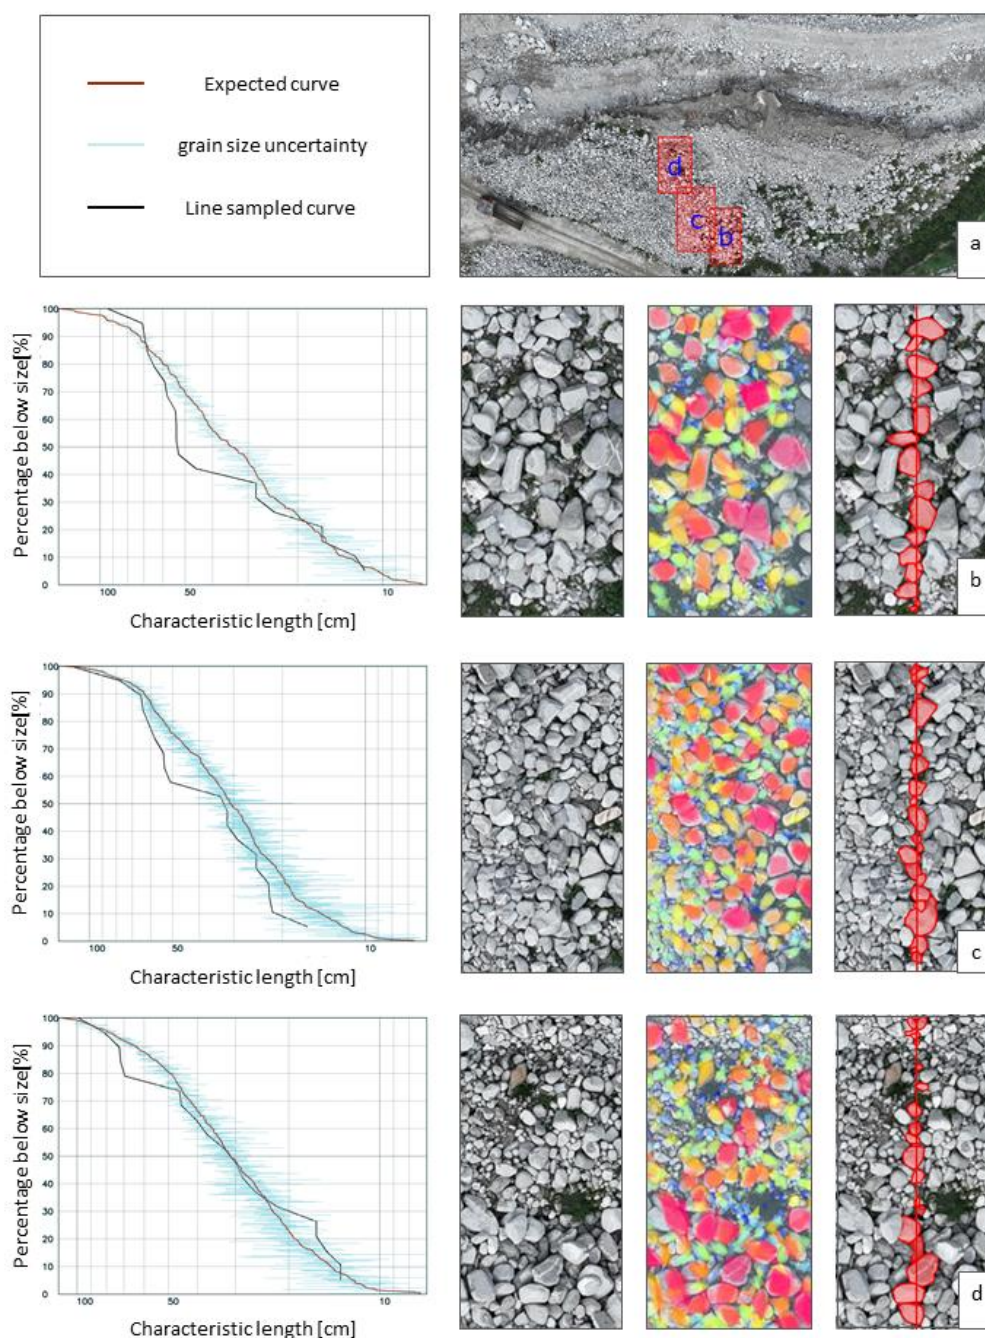 Expected curve
grain size uncertainty
Line sampled curve
d
c
b
a
Percentage below size[%]
100
90
80
70
60
50
40
30
20
10
0
100
50
10
Characteristic length [cm]
b
Percentage below size[%]
100
90
80
70
60
50
40
30
20
10
0
100
50
10
Characteristic length [cm]
c
Percentage below size[%]
100
90
80
70
60
50
40
30
20
10
0
100
50
10
Characteristic length [cm]
d